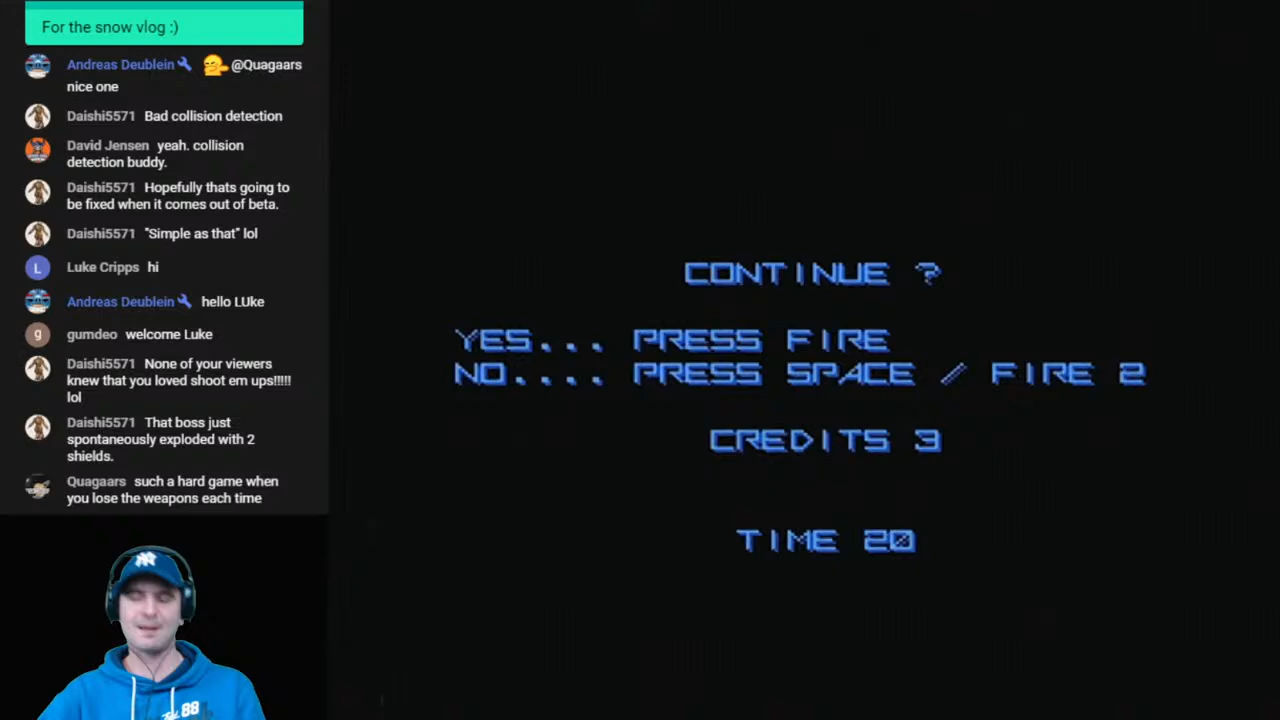 For the snow vlog :)
Andreas Deublein @Quagaars
nice one
Daishi5571 Bad collision detection
David Jensen yeah. collision
detection buddy.
Daishi5571 Hopefully thats going to
be fixed when it comes out of beta.
Daishi5571 "Simple as that" lol
L Luke Cripps hi
Andreas Deublein hello LUke
g gumdeo welcome Luke
Daishi5571 None of your viewers
knew that you loved shoot em ups!!!!!
lol
Daishi5571 That boss just
spontaneously exploded with 2
shields.
Quagaars such a hard game when
you lose the weapons each time
CONTINUE ?
YES... PRESS FIRE
NO.... PRESS SPACE / FIRE 2
CREDITS 3
TIME 20
NY
88